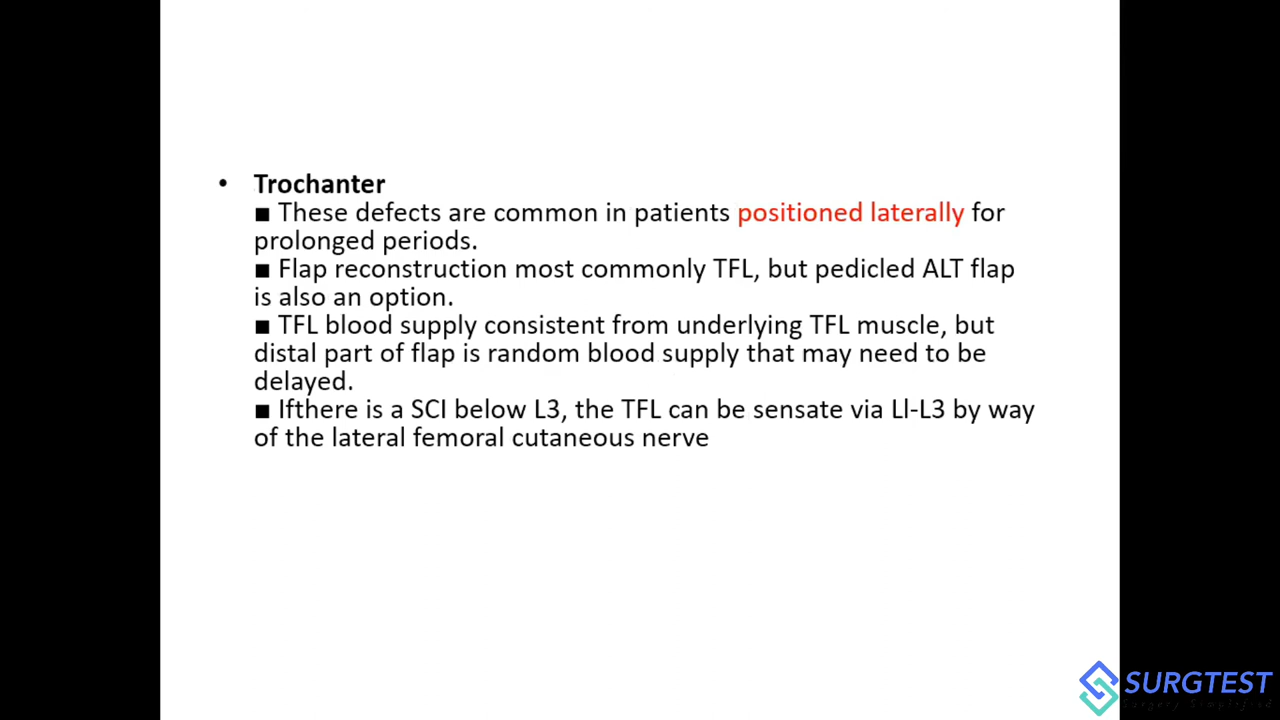 • Trochanter
■ These defects are common in patients positioned laterally for
prolonged periods.
■ Flap reconstruction most commonly TFL, but pedicled ALT flap
is also an option.
■ TFL blood supply consistent from underlying TFL muscle, but
distal part of flap is random blood supply that may need to be
delayed.
■ Ifthere is a SCI below L3, the TFL can be sensate via Ll-L3 by way
of the lateral femoral cutaneous nerve
SURGTEST
Surgery Simplified